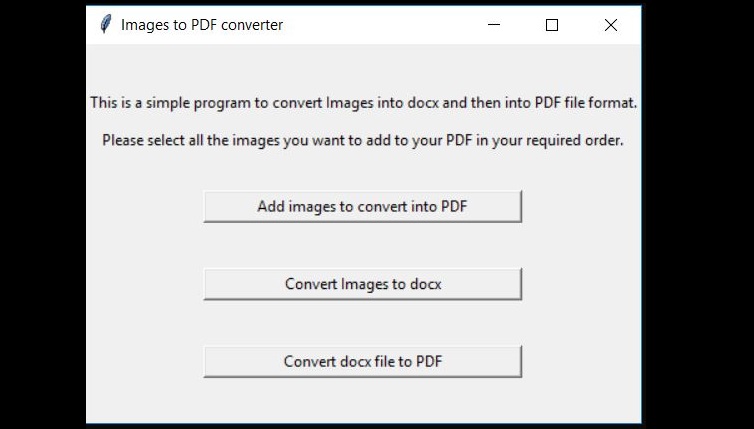 Images to PDF converter
This is a simple program to convert Images into docx and then into PDF file format.
Please select all the images you want to add to your PDF in your required order.
Add images to convert into PDF
Convert Images to docx
Convert docx file to PDF